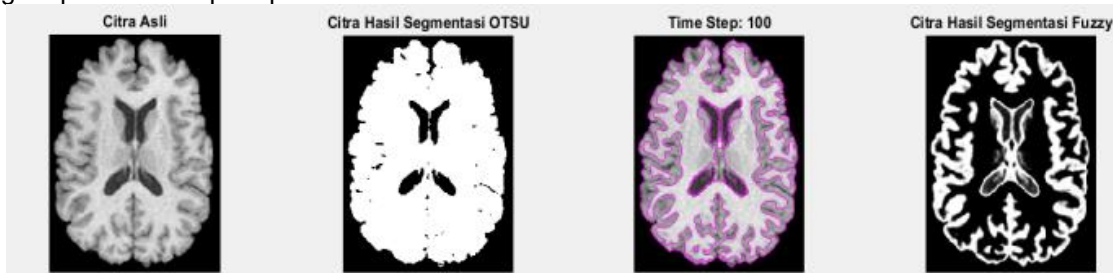 Citra Asli
Citra Hasil Segmentasi OTSU
Time Step: 100
Citra Hasil Segmentasi Fuzzy